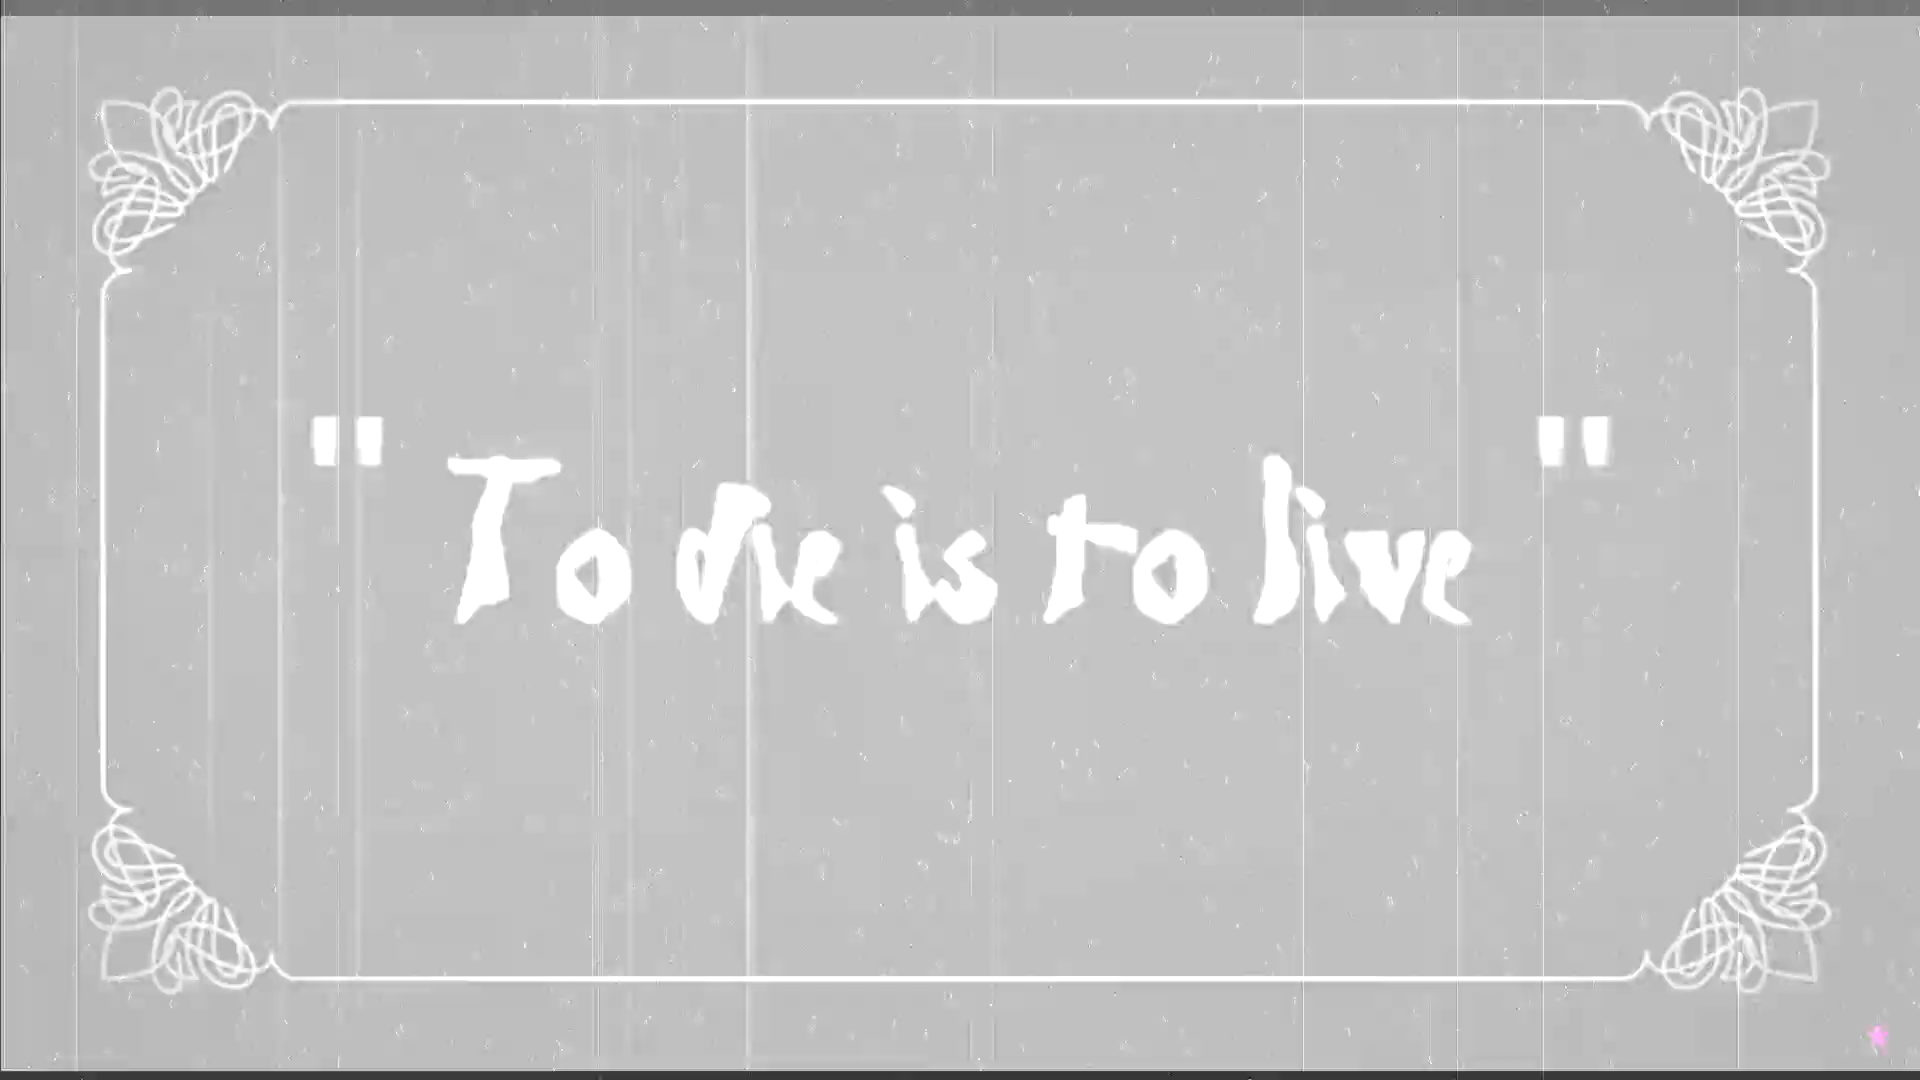 " To die is to live "